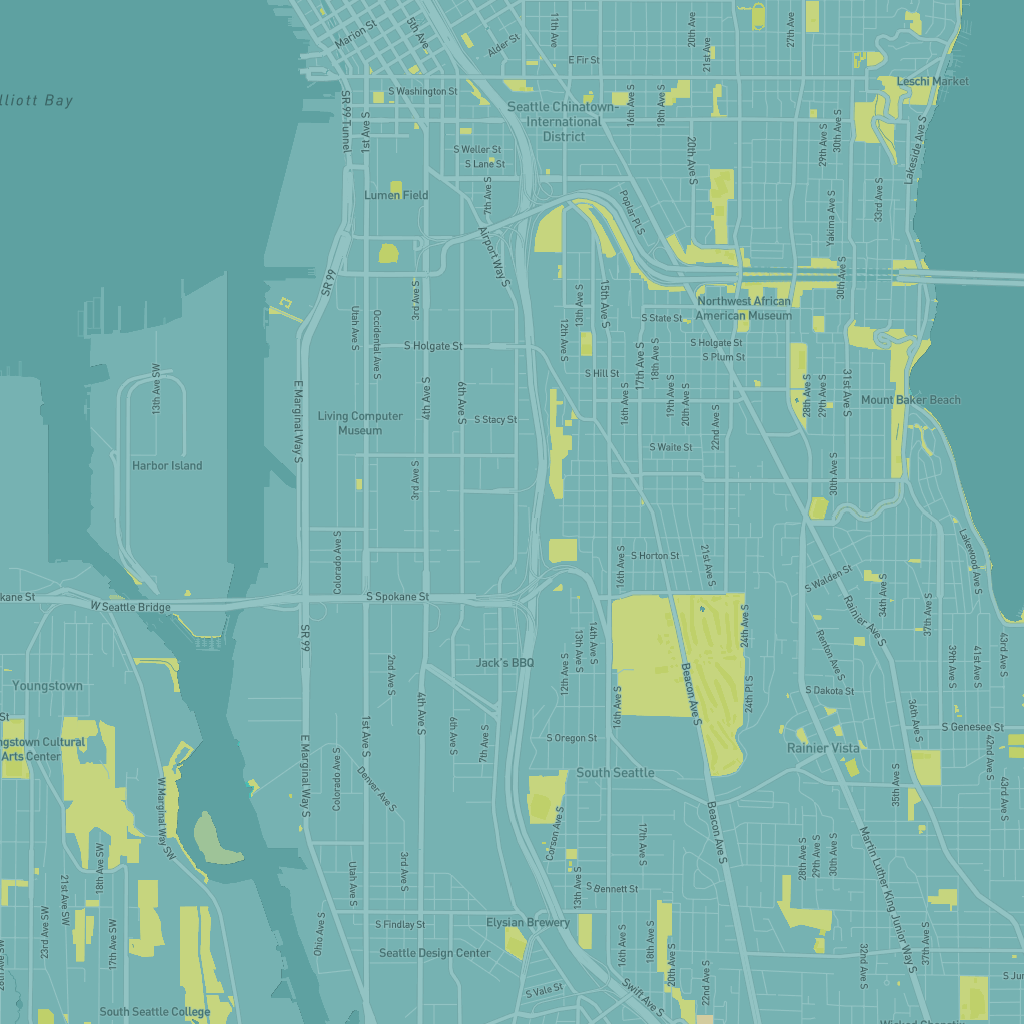 Marion St
5th Ave
Alder St
11th Ave
E Fir St
20th Ave
21st Ave
27th Ave
Leschi Market
lliott Bay
SR 99 Tunnel
1st Ave S
S Washington St
Seattle Chinatown-
International
District
16th Ave S
18th Ave S
20th Ave S
29th Ave S
30th Ave S
Lakeside Ave S
S Weller St
S Lane St
Lumen Field
7th Ave S
Poplar Pl S
33rd Ave S
Yakima Ave S
Airport Way S
SR 99
3rd Ave S
Utah Ave S
Occidental Ave S
13th Ave S
15th Ave S
12th Ave S
30th Ave S
Northwest African
American Museum
S State St
S Holgate St
S Holgate St
S Plum St
17th Ave S
18th Ave S
S Hill St
16th Ave S
19th Ave S
20th Ave S
22nd Ave S
28th Ave S
29th Ave S
31st Ave S
Mount Baker Beach
13th Ave SW
E Marginal Way S
4th Ave S
6th Ave S
Living Computer
Museum
S Stacy St
S Waite St
Harbor Island
3rd Ave S
30th Ave S
Colorado Ave S
16th Ave S
S Horton St
21st Ave S
S Walden St
Lakewood Ave S
kane St
W Seattle Bridge
S Spokane St
34th Ave S
Rainier Ave S
37th Ave S
SR 99
14th Ave S
13th Ave S
24th Ave S
Renton Ave S
39th Ave S
41st Ave S
43rd Ave S
Youngstown
2nd Ave S
Jack's BBQ
12th Ave S
16th Ave S
Beacon Ave S
24th Pl S
S Dakota St
36th Ave S
S Genesee St
St
ngstown Cultural
Arts Center
1st Ave S
4th Ave S
6th Ave S
7th Ave S
S Oregon St
Rainier Vista
42nd Ave S
43rd Ave S
E Marginal Way S
Colorado Ave S
Denver Ave S
South Seattle
35th Ave S
W Marginal Way SW
Corson Ave S
17th Ave S
Beacon Ave S
28th Ave S
29th Ave S
30th Ave S
Martin Luther King Junior Way S
18th Ave SW
21st Ave SW
23rd Ave SW
17th Ave SW
Utah Ave S
3rd Ave S
13th Ave S
S Bennett St
Ohio Ave S
S Findlay St
Elysian Brewery
Seattle Design Center
16th Ave S
18th Ave S
20th Ave S
22nd Ave S
32nd Ave S
37th Ave S
S Jun
South Seattle College
S Vale St
Swift Ave S